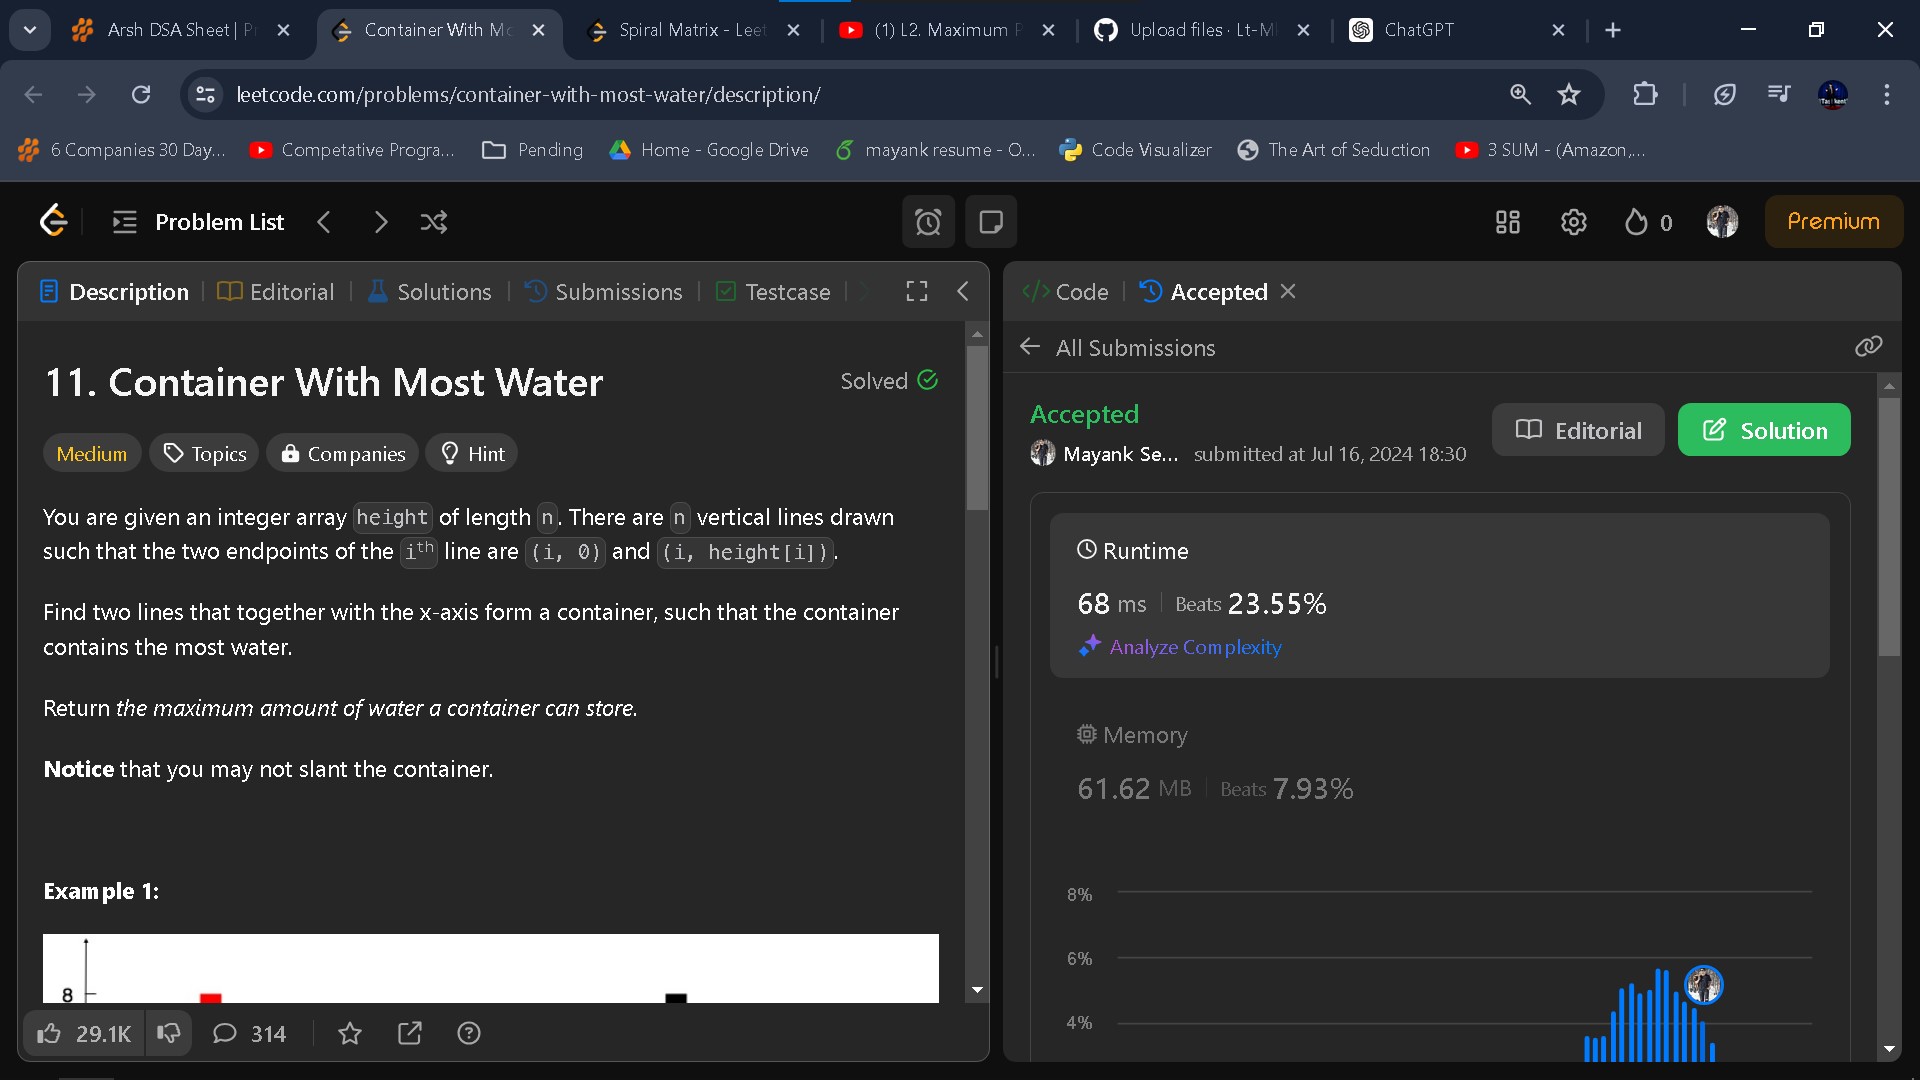 Arsh DSA Sheet | Pr
Container With Mo
Spiral Matrix - Leet
(1) L2. Maximum P
Upload files · Lt-Mi
ChatGPT
leetcode.com/problems/container-with-most-water/description/
6 Companies 30 Day...
Competative Progra...
Pending
Home - Google Drive
mayank resume - O...
Code Visualizer
The Art of Seduction
3 SUM - (Amazon,...
Problem List
0
Premium
Description
Editorial
Solutions
Submissions
Testcase
Code
Accepted
All Submissions
11. Container With Most Water
Solved
Medium
Topics
Companies
Hint
You are given an integer array height of length n. There are n vertical lines drawn
such that the two endpoints of the ith line are (i, 0) and (i, height[i]).
Find two lines that together with the x-axis form a container, such that the container
contains the most water.
Return the maximum amount of water a container can store.
Notice that you may not slant the container.
Example 1:
8
29.1K
314
Accepted
Mayank Se... submitted at Jul 16, 2024 18:30
Editorial
Solution
Runtime
68 ms Beats 23.55%
Analyze Complexity
Memory
61.62 MB Beats 7.93%
8%
6%
4%